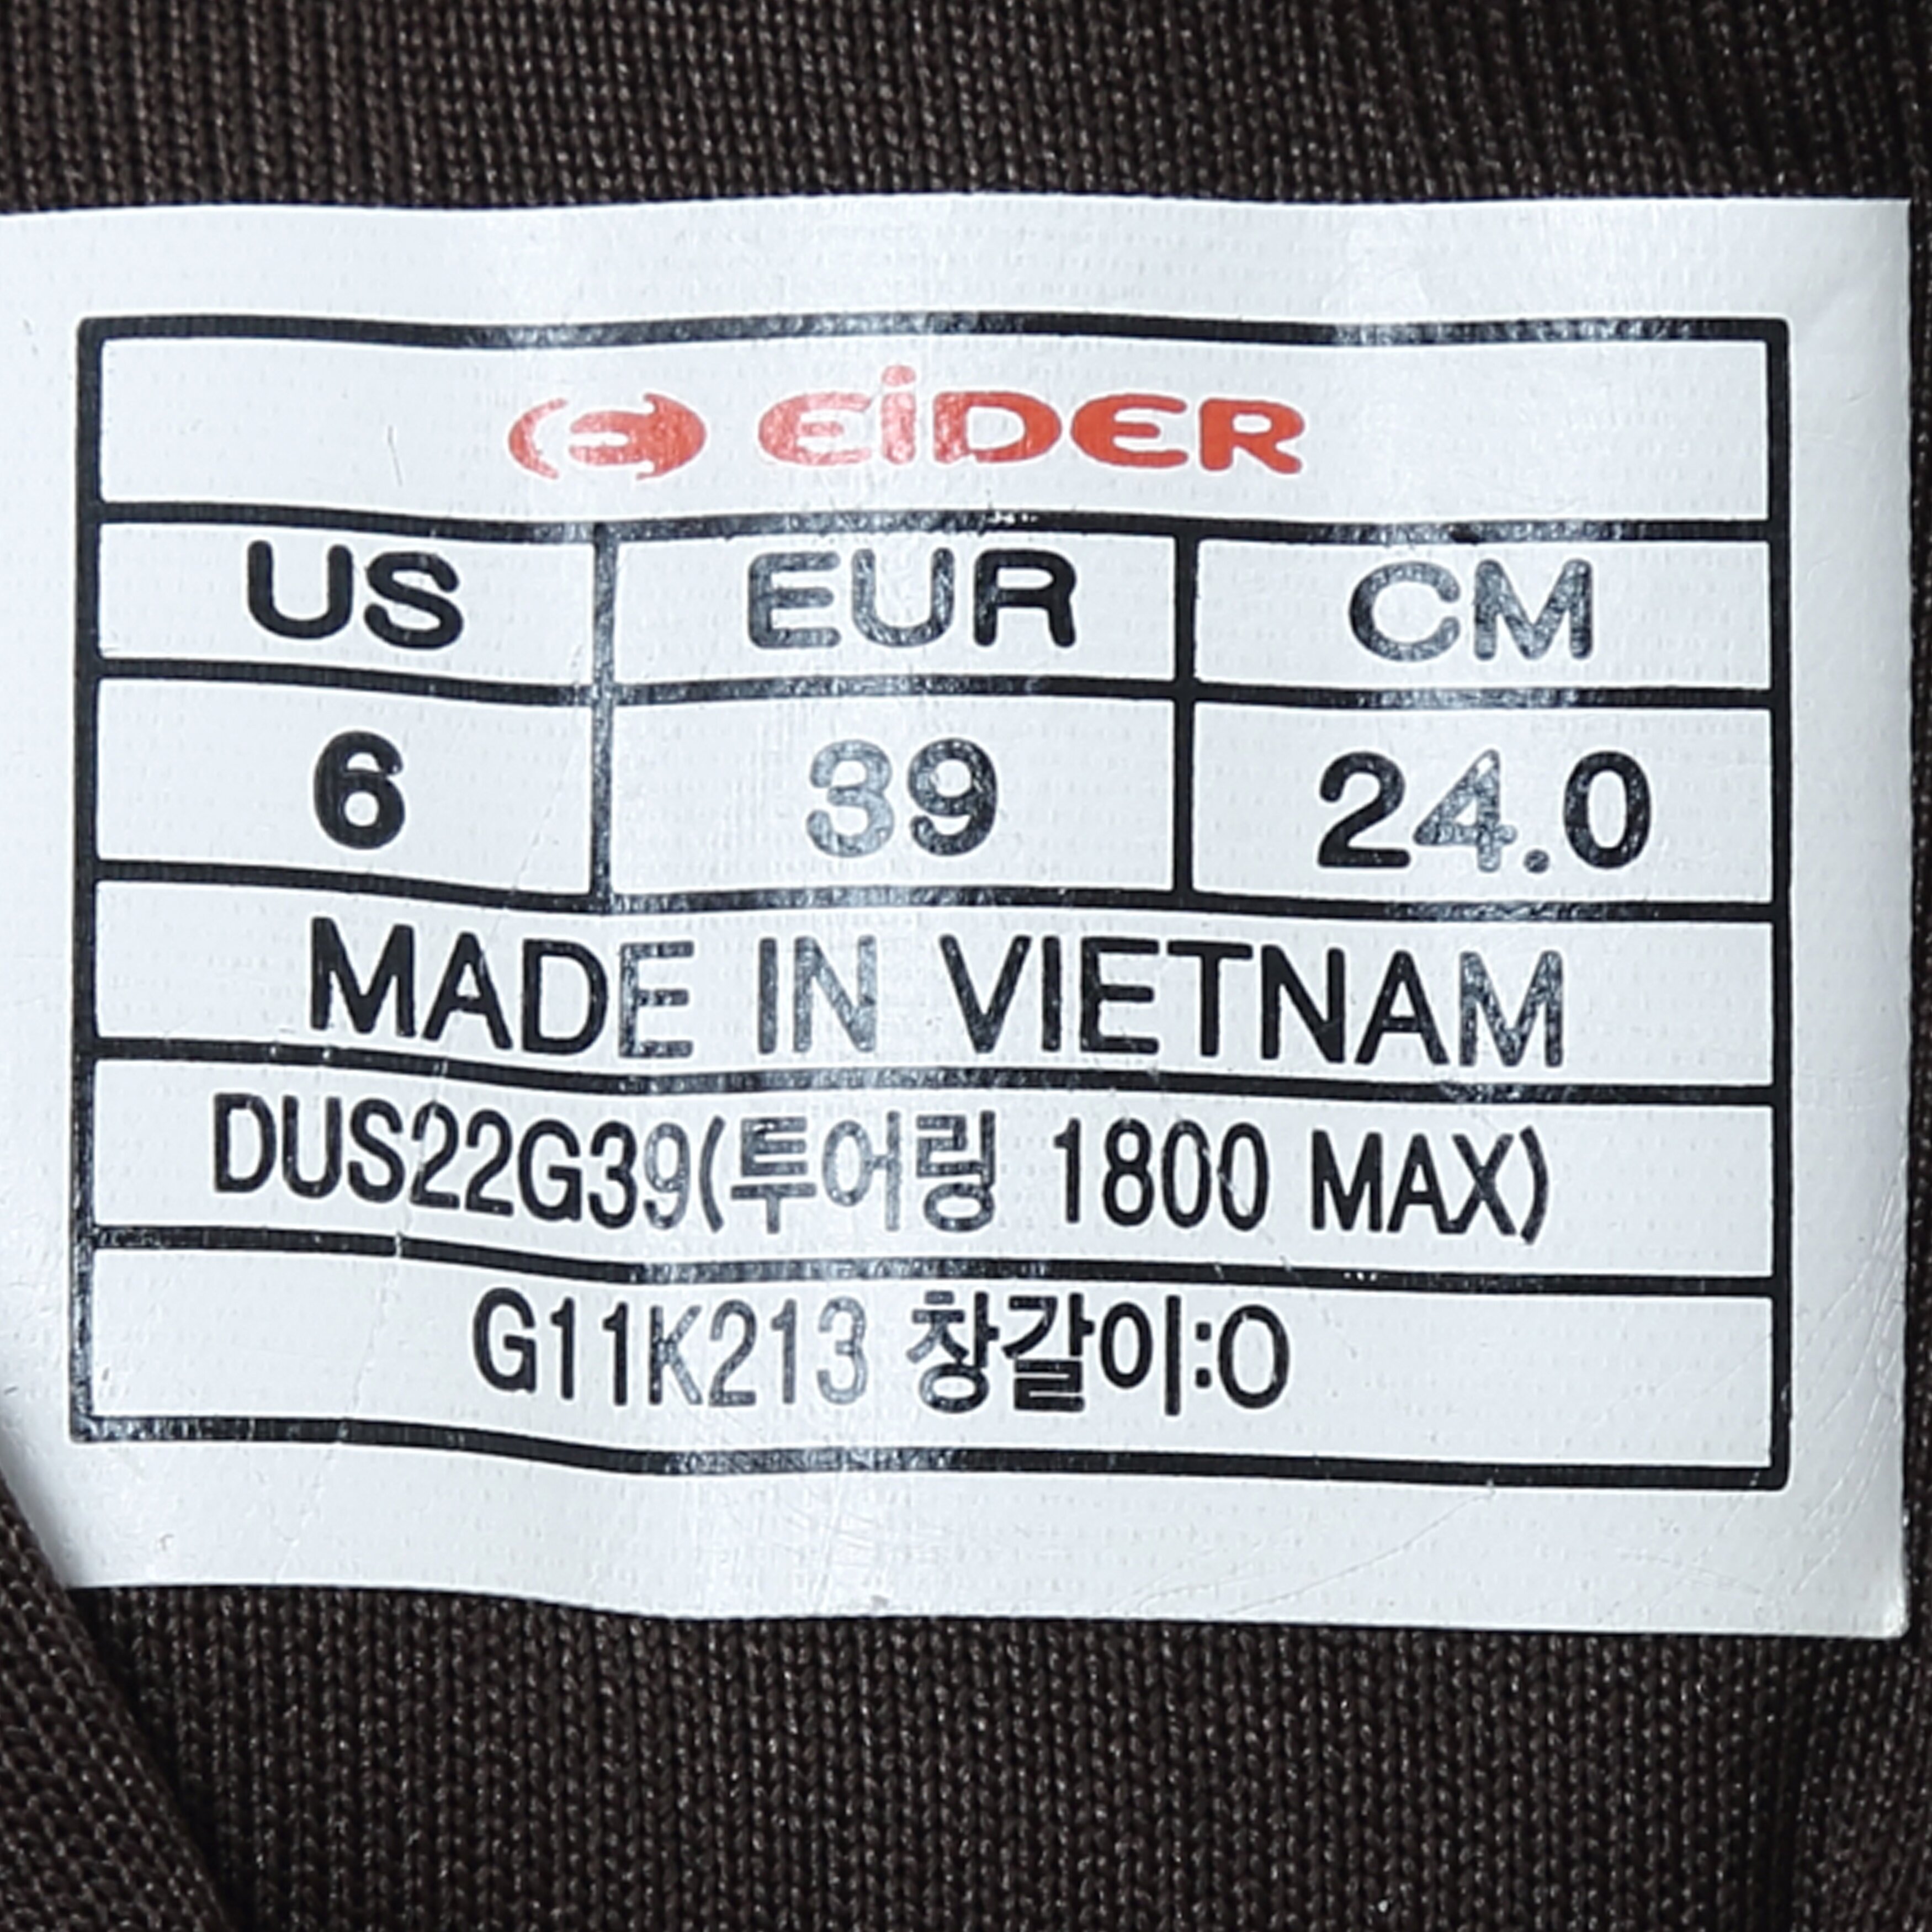 EiDER
US EUR CM
6 39 24.0
MADE IN VIETNAM
DUS22G39(투어링 1800 MAX)
G11K213 창갈이:O